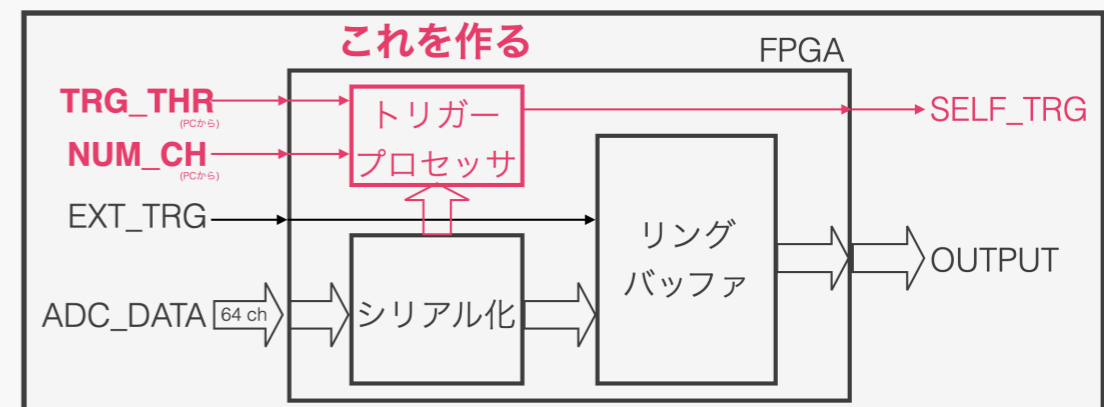 これを作る
FPGA
TRG_THR
(PCから)
トリガー
プロセッサ
SELF_TRG
NUM_CH
(PCから)
EXT_TRG
リング
バッファ
OUTPUT
ADC_DATA
64 ch
シリアル化